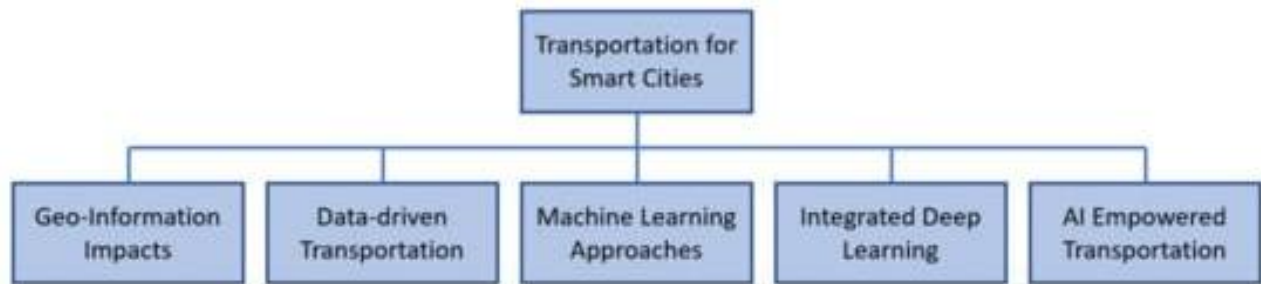 Transportation for
Smart Cities
Geo-Information
Impacts
Data-driven
Transportation
Machine Learning
Approaches
Integrated Deep
Learning
AI Empowered
Transportation